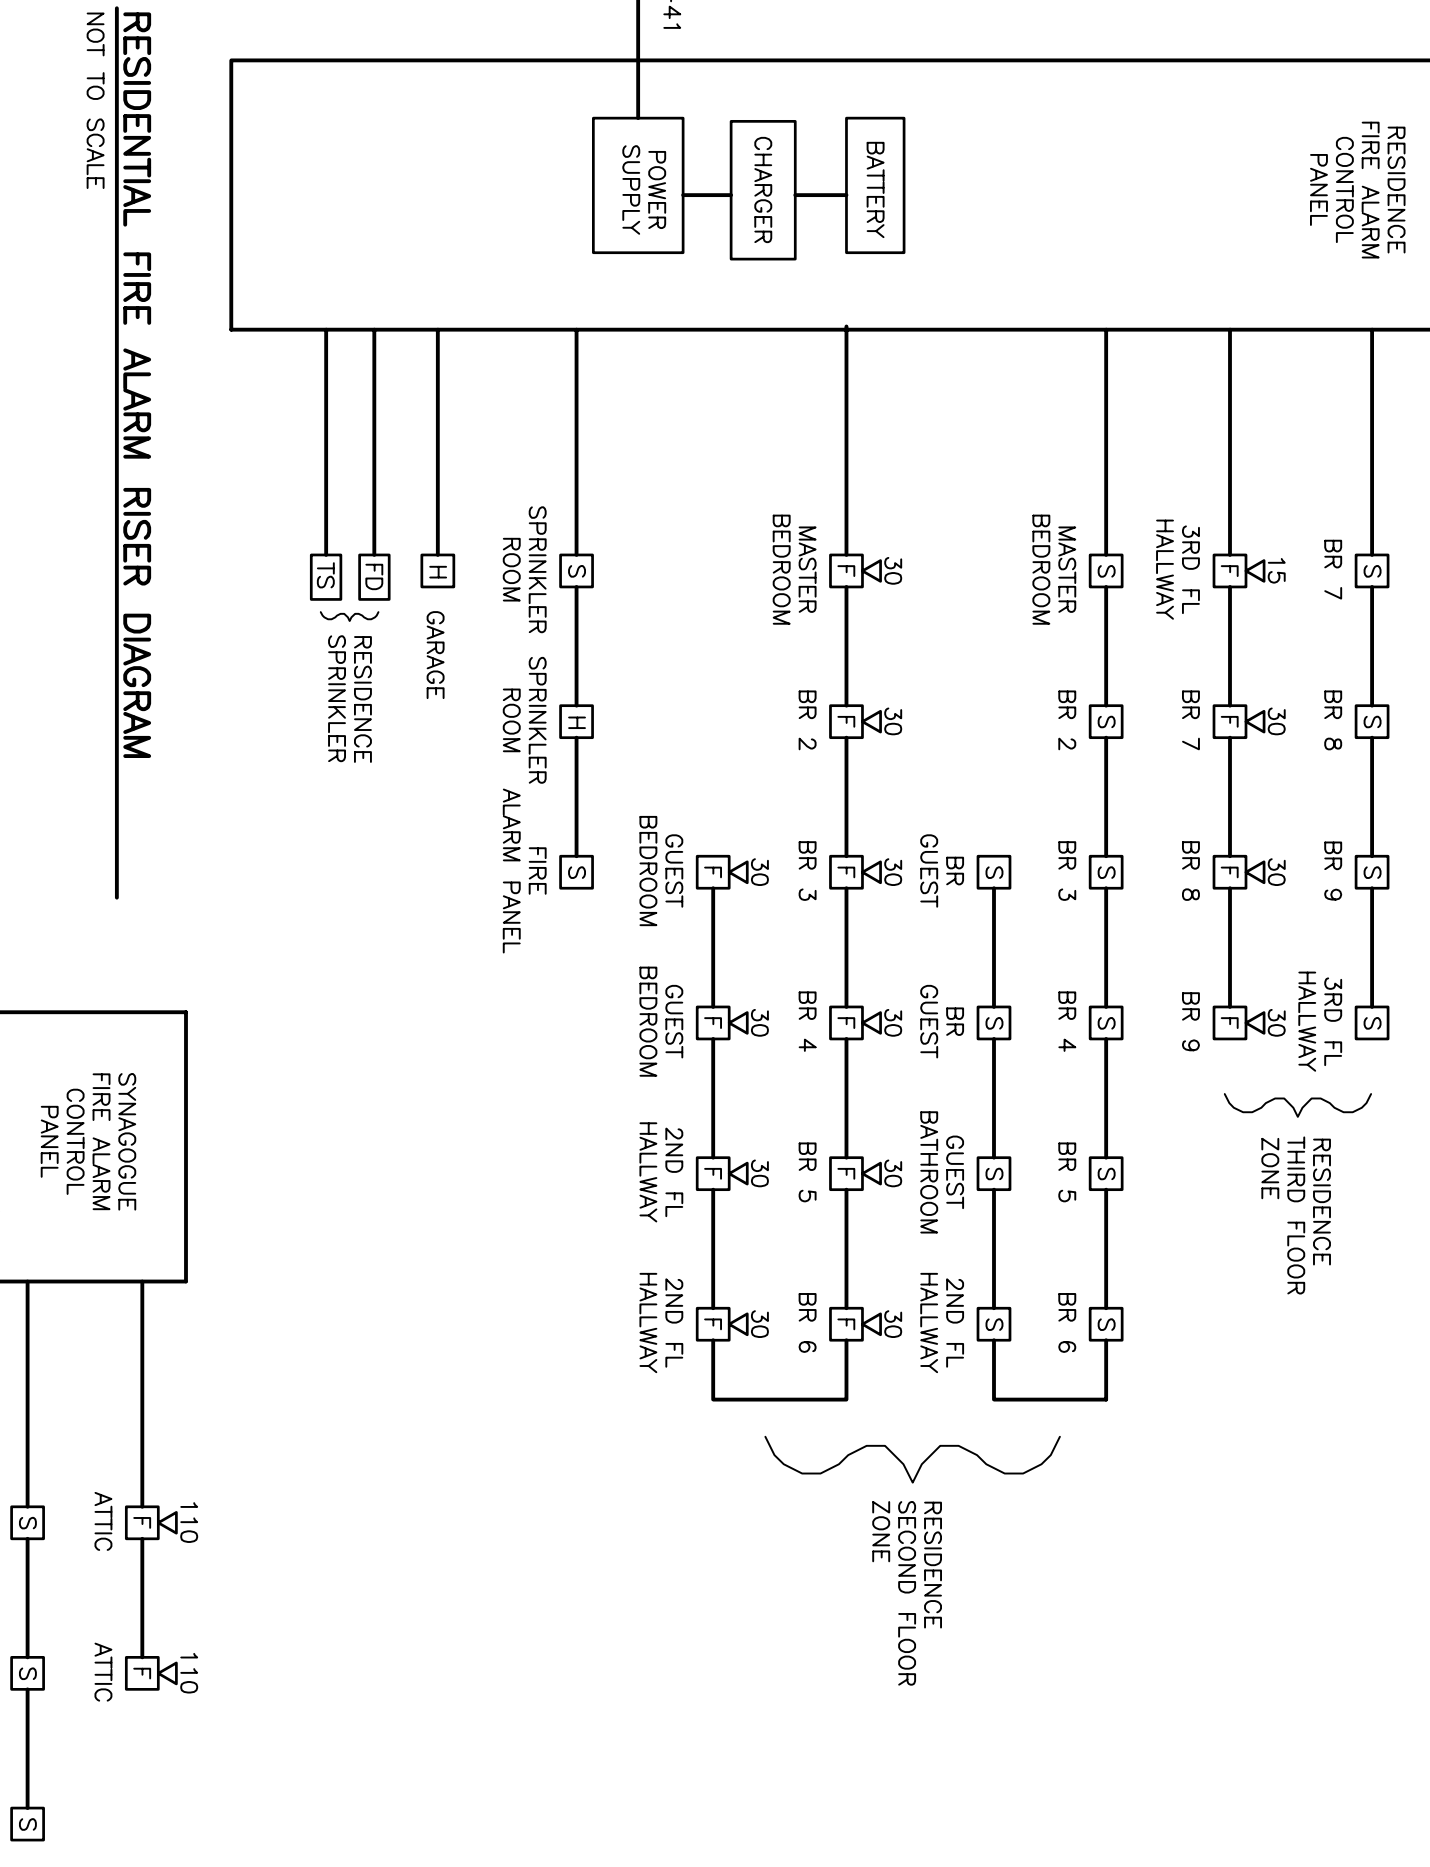 RESIDENCE
FIRE ALARM
CONTROL
PANEL
BATTERY
CHARGER
POWER
SUPPLY
-41
S S S S
BR 7 BR 8 BR 9 3RD FL
HALLWAY
15 30 30 30
F F F F
3RD FL
HALLWAY
BR 7 BR 8 BR 9
RESIDENCE
THIRD FLOOR
ZONE
S S S S S S
MASTER
BEDROOM
BR 2 BR 3 BR 4 BR 5 BR 6
S S S S
BR
GUEST
BR
GUEST
GUEST
BATHROOM
2ND FL
HALLWAY
30 30 30 30 30 30
F F F F F F
MASTER
BEDROOM
BR 2 BR 3 BR 4 BR 5 BR 6
30 30 30 30
F F F F
GUEST
BEDROOM
GUEST
BEDROOM
2ND FL
HALLWAY
2ND FL
HALLWAY
RESIDENCE
SECOND FLOOR
ZONE
S H S
SPRINKLER
ROOM
SPRINKLER
ROOM
FIRE
ALARM PANEL
H GARAGE
FD
TS
RESIDENCE
SPRINKLER
RESIDENTIAL FIRE ALARM RISER DIAGRAM
NOT TO SCALE
SYNAGOGUE
FIRE ALARM
CONTROL
PANEL
110 110
F F
ATTIC ATTIC
S S S